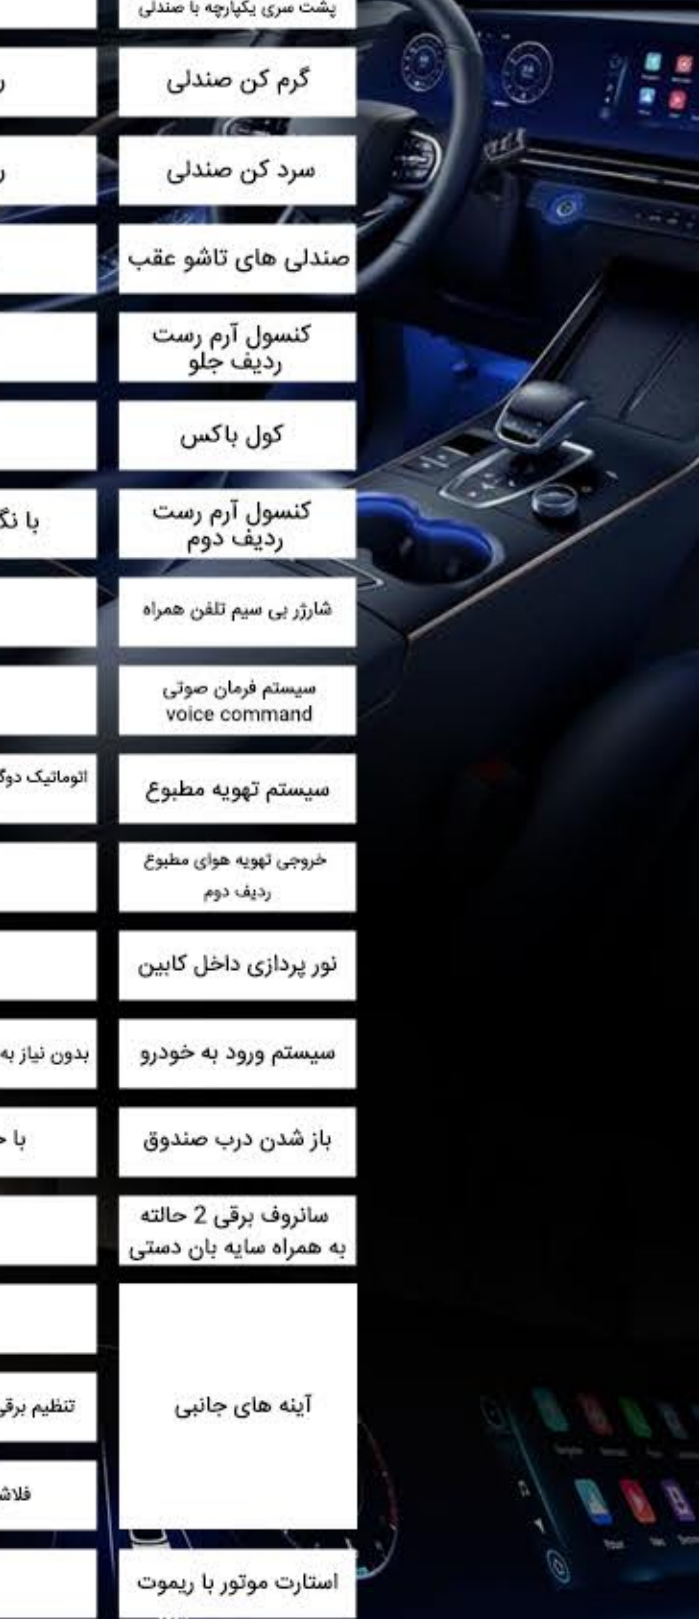 پشت سری یکپارچه با صندلی
گرم کن صندلی
ر
سرد کن صندلی
ر
صندلی های تاشو عقب
کنسول آرم رست
ردیف جلو
کول باکس
کنسول آرم رست
ردیف دوم
با
شارژر بی سیم تلفن همراه
سیستم فرمان صوتی
voice command
سیستم تهویه مطبوع
اتوماتیک
خروجی تهویه هوای مطبوع
ردیف دوم
نور پردازی داخل کابین
سیستم ورود به خودرو
بدون نیاز به
باز شدن درب صندوق
با
سانروف برقی 2 حالته
به همراه سایه بان دستی
آینه های جانبی
تنظیم برقی
استارت موتور با ریموت